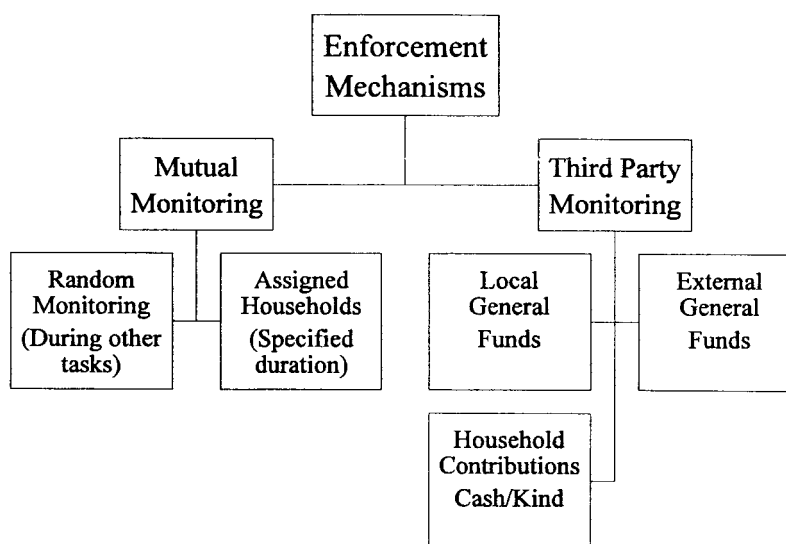 Enforcement
Mechanisms
Mutual
Monitoring
Third Party
Monitoring
Random
Monitoring
(During other
tasks)
Assigned
Households
(Specified
duration)
Local
General
Funds
External
General
Funds
Household
Contributions
Cash/Kind